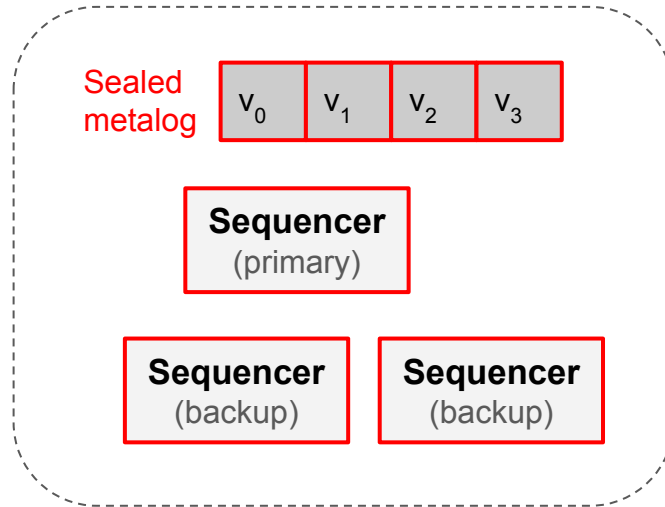 Sealed
metalog
v₀ v₁ v₂ v₃
Sequencer
(primary)
Sequencer
(backup)
Sequencer
(backup)